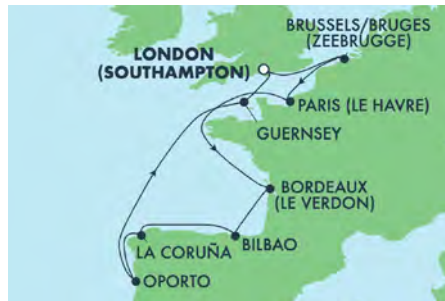 BRUSSELS/BRUGES
(ZEEBRUGGE)
LONDON
(SOUTHAMPTON)
PARIS (LE HAVRE)
GUERNSEY
BORDEAUX
(LE VERDON)
BILBAO
LA CORUÑA
OPORTO